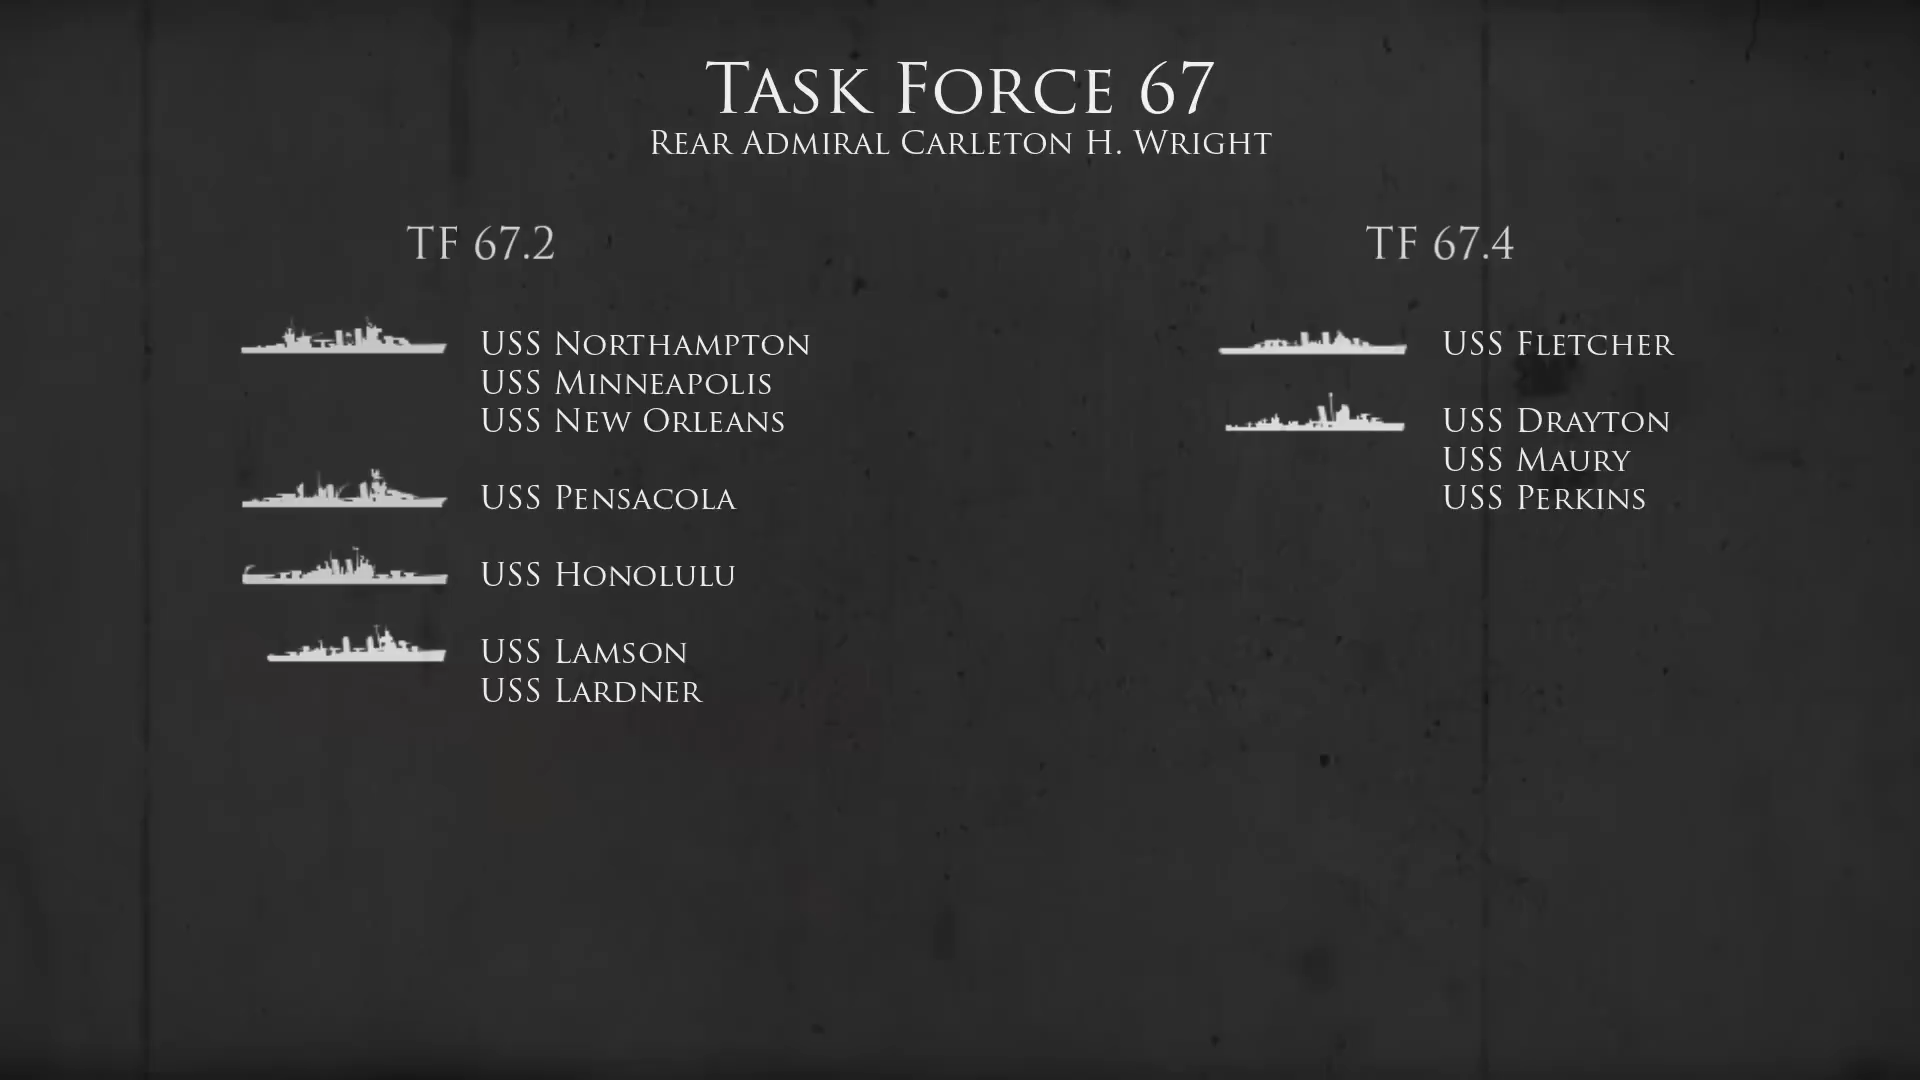 Task Force 67
Rear Admiral Carleton H. Wright
TF 67.2
USS Northampton
USS Minneapolis
USS New Orleans
USS Pensacola
USS Honolulu
USS Lamson
USS Lardner
TF 67.4
USS Fletcher
USS Drayton
USS Maury
USS Perkins